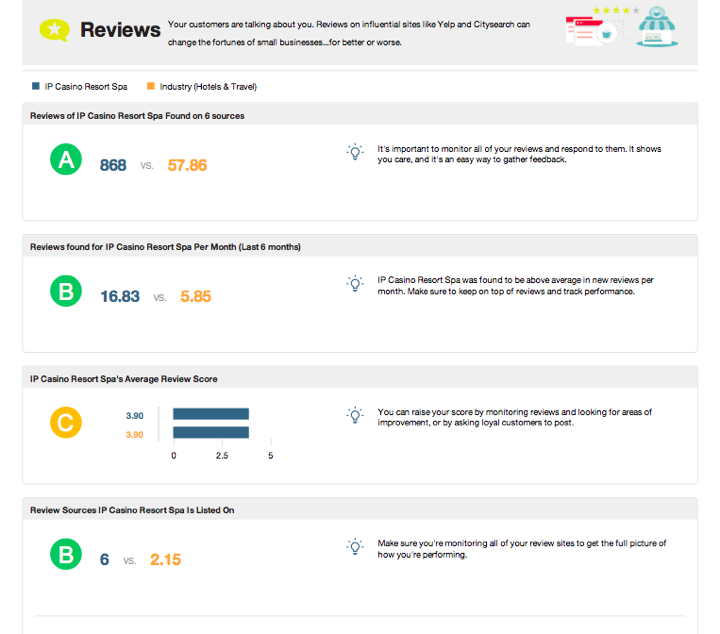 Reviews
Your customers are talking about you. Reviews on influential sites like Yelp and Citysearch can
change the fortunes of small businesses...for better or worse.
IP Casino Resort Spa
Industry (Hotels & Travel)
Reviews of IP Casino Resort Spa Found on 6 sources
A
868 vs. 57.86
It's important to monitor all of your reviews and respond to them. It shows
you care, and it's an easy way to gather feedback.
Reviews found for IP Casino Resort Spa Per Month (Last 6 months)
B
16.83 vs. 5.85
IP Casino Resort Spa was found to be above average in new reviews per
month. Make sure to keep on top of reviews and track performance.
IP Casino Resort Spa's Average Review Score
C
3.90
3.90
0 2.5 5
You can raise your score by monitoring reviews and looking for areas of
improvement, or by asking loyal customers to post.
Review Sources IP Casino Resort Spa Is Listed On
B
6 vs. 2.15
Make sure you're monitoring all of your review sites to get the full picture of
how you're performing.